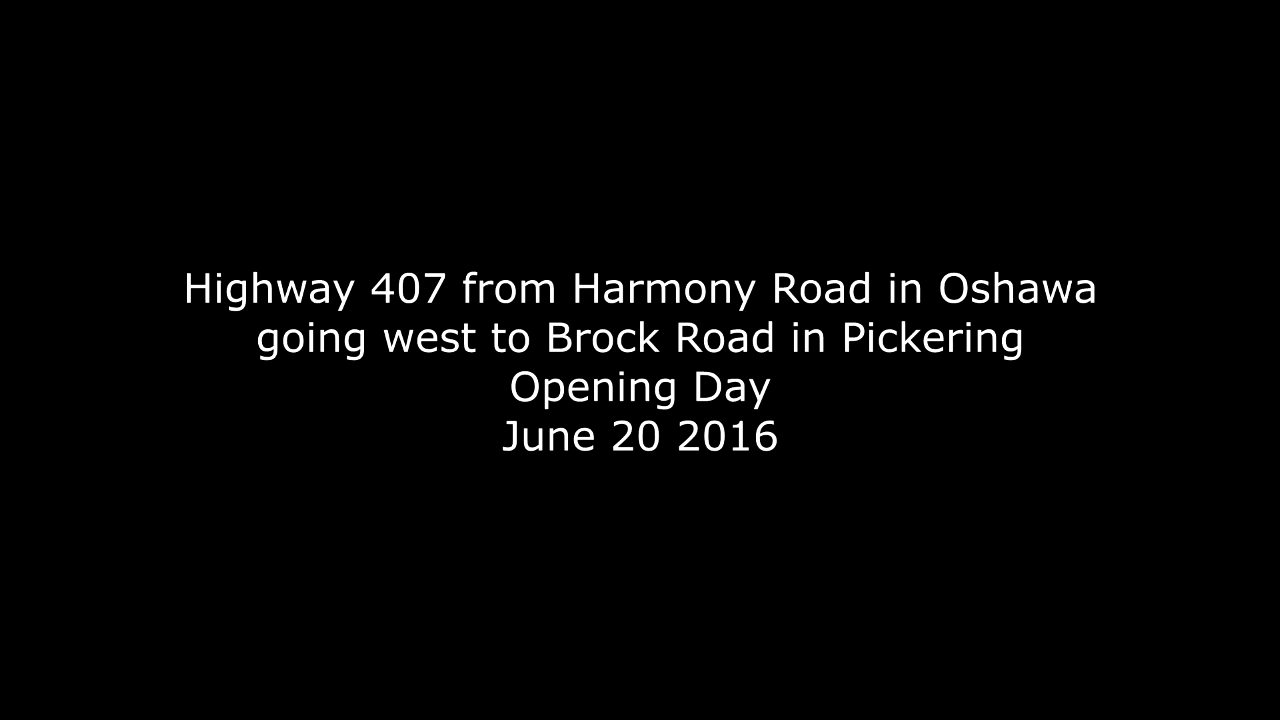 Highway 407 from Harmony Road in Oshawa
going west to Brock Road in Pickering
Opening Day
June 20 2016